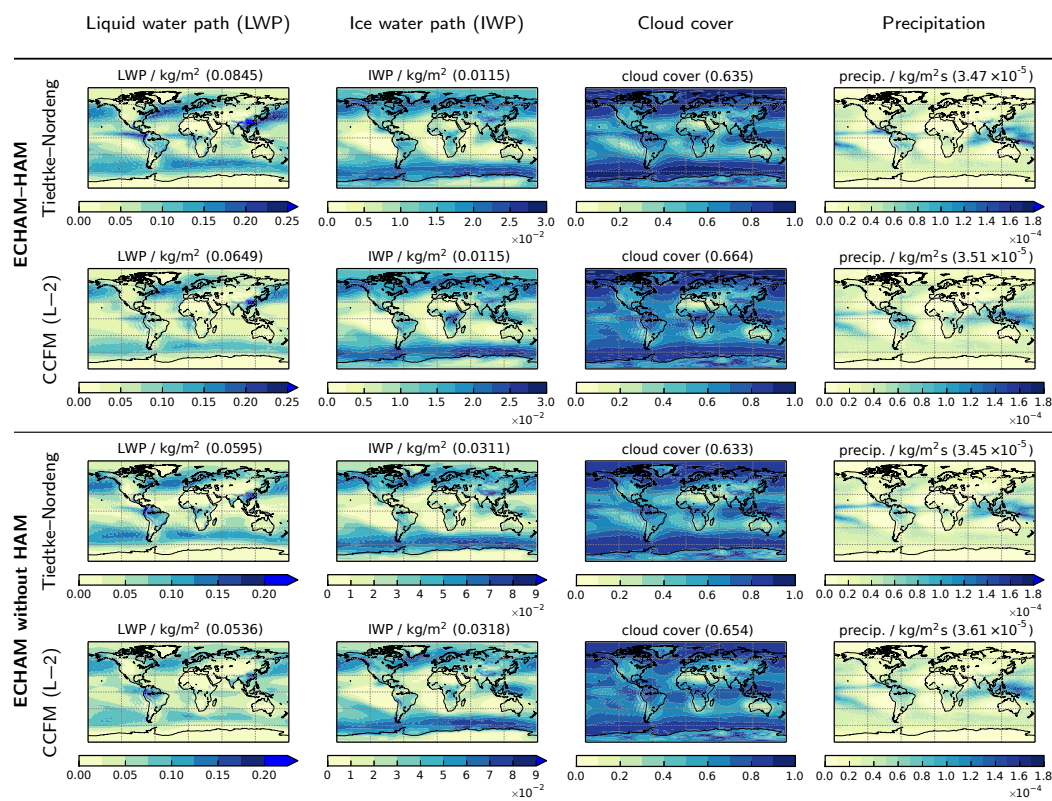 Liquid water path (LWP) Ice water path (IWP) Cloud cover Precipitation
ECHAM–HAM
Tiedtke–Nordeng
LWP / kg/m² (0.0845) IWP / kg/m² (0.0115) cloud cover (0.635) precip. / kg/m²s (3.47×10⁻⁵)
0.00 0.05 0.10 0.15 0.20 0.25 0.0 0.5 1.0 1.5 2.0 2.5 3.0 0.0 0.2 0.4 0.6 0.8 1.0 0.0 0.2 0.4 0.6 0.8 1.0 1.2 1.4 1.6 1.8
×10⁻² ×10⁻⁴
CCFM (L−2)
LWP / kg/m² (0.0649) IWP / kg/m² (0.0115) cloud cover (0.664) precip. / kg/m²s (3.51×10⁻⁵)
0.00 0.05 0.10 0.15 0.20 0.25 0.0 0.5 1.0 1.5 2.0 2.5 3.0 0.0 0.2 0.4 0.6 0.8 1.0 0.0 0.2 0.4 0.6 0.8 1.0 1.2 1.4 1.6 1.8
×10⁻² ×10⁻⁴
ECHAM without HAM
Tiedtke–Nordeng
LWP / kg/m² (0.0595) IWP / kg/m² (0.0311) cloud cover (0.633) precip. / kg/m²s (3.45×10⁻⁵)
0.00 0.05 0.10 0.15 0.20 0 1 2 3 4 5 6 7 8 9 0.0 0.2 0.4 0.6 0.8 1.0 0.0 0.2 0.4 0.6 0.8 1.0 1.2 1.4 1.6 1.8
×10⁻² ×10⁻⁴
CCFM (L−2)
LWP / kg/m² (0.0536) IWP / kg/m² (0.0318) cloud cover (0.654) precip. / kg/m²s (3.61×10⁻⁵)
0.00 0.05 0.10 0.15 0.20 0 1 2 3 4 5 6 7 8 9 0.0 0.2 0.4 0.6 0.8 1.0 0.0 0.2 0.4 0.6 0.8 1.0 1.2 1.4 1.6 1.8
×10⁻² ×10⁻⁴